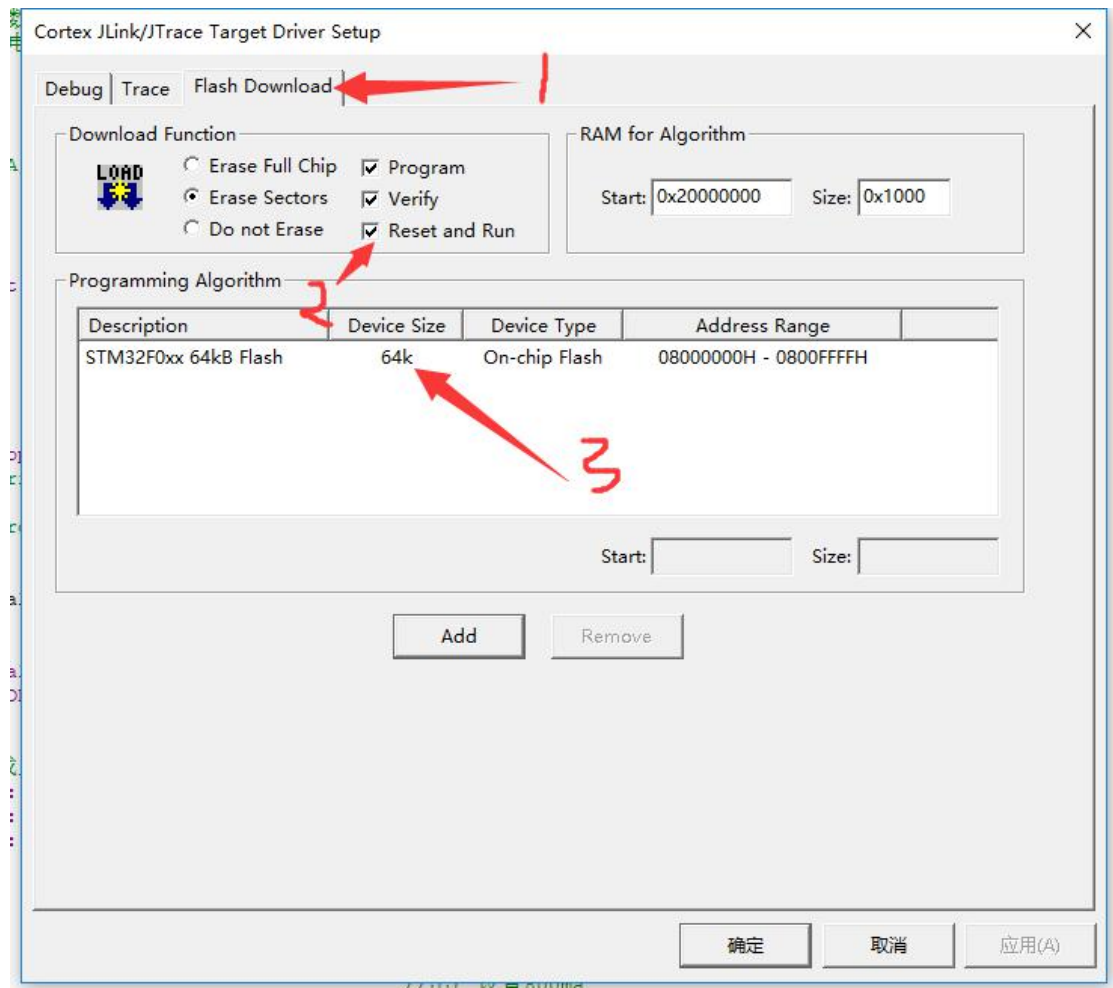 Cortex JLink/JTrace Target Driver Setup
Debug Trace Flash Download
1
Download Function
LOAD
Erase Full Chip
Program
Erase Sectors
Verify
Do not Erase
Reset and Run
RAM for Algorithm
Start: 0x20000000 Size: 0x1000
2
Programming Algorithm
Description Device Size Device Type Address Range
STM32F0xx 64kB Flash 64k On-chip Flash 08000000H - 0800FFFFH
3
Start: Size:
Add Remove
确定 取消 应用(A)